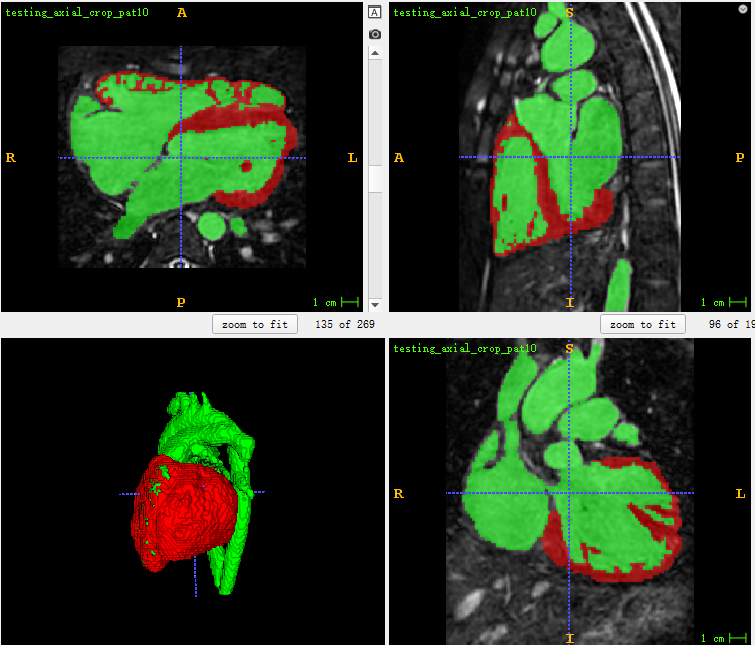 testing_axial_crop_pat10
A
A
R
L
P
1 cm
zoom to fit
135 of 269
testing_axial_crop_pat10
S
A
P
I
1 cm
zoom to fit
96 of 19
testing_axial_crop_pat10
S
R
L
I
1 cm